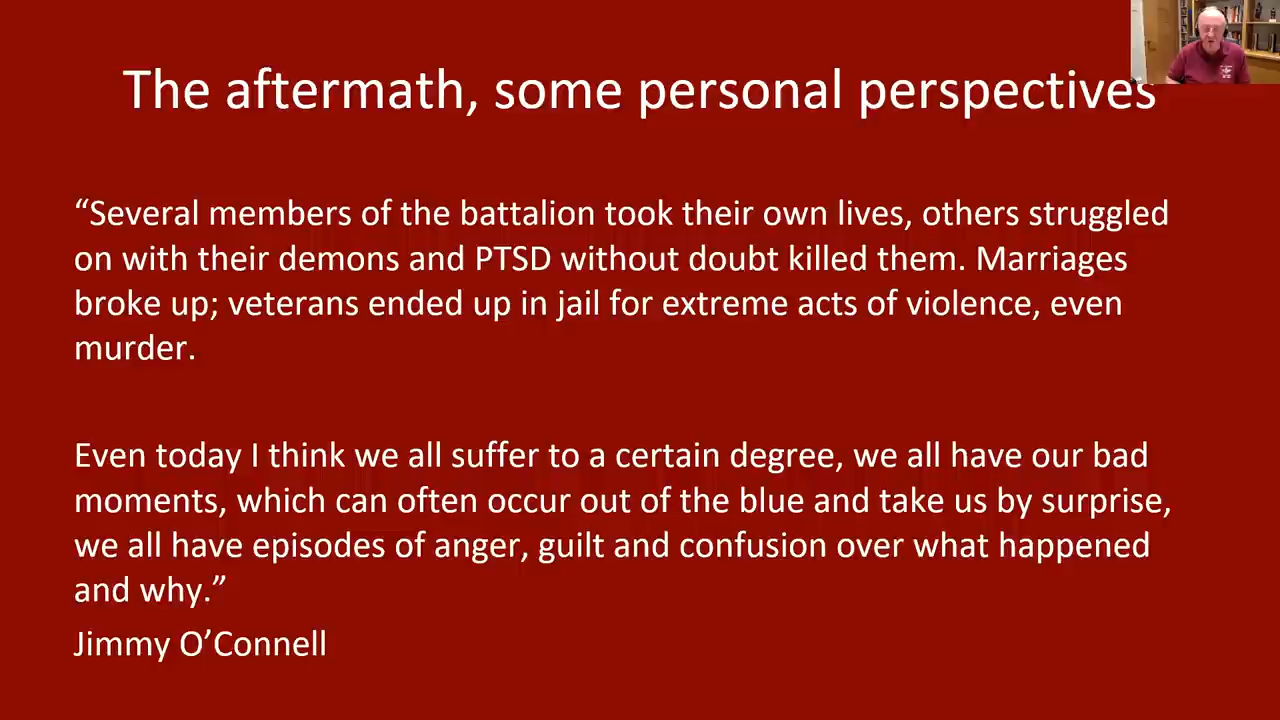 The aftermath, some personal perspectives
“Several members of the battalion took their own lives, others struggled
on with their demons and PTSD without doubt killed them. Marriages
broke up; veterans ended up in jail for extreme acts of violence, even
murder.
Even today I think we all suffer to a certain degree, we all have our bad
moments, which can often occur out of the blue and take us by surprise,
we all have episodes of anger, guilt and confusion over what happened
and why.”
Jimmy O’Connell